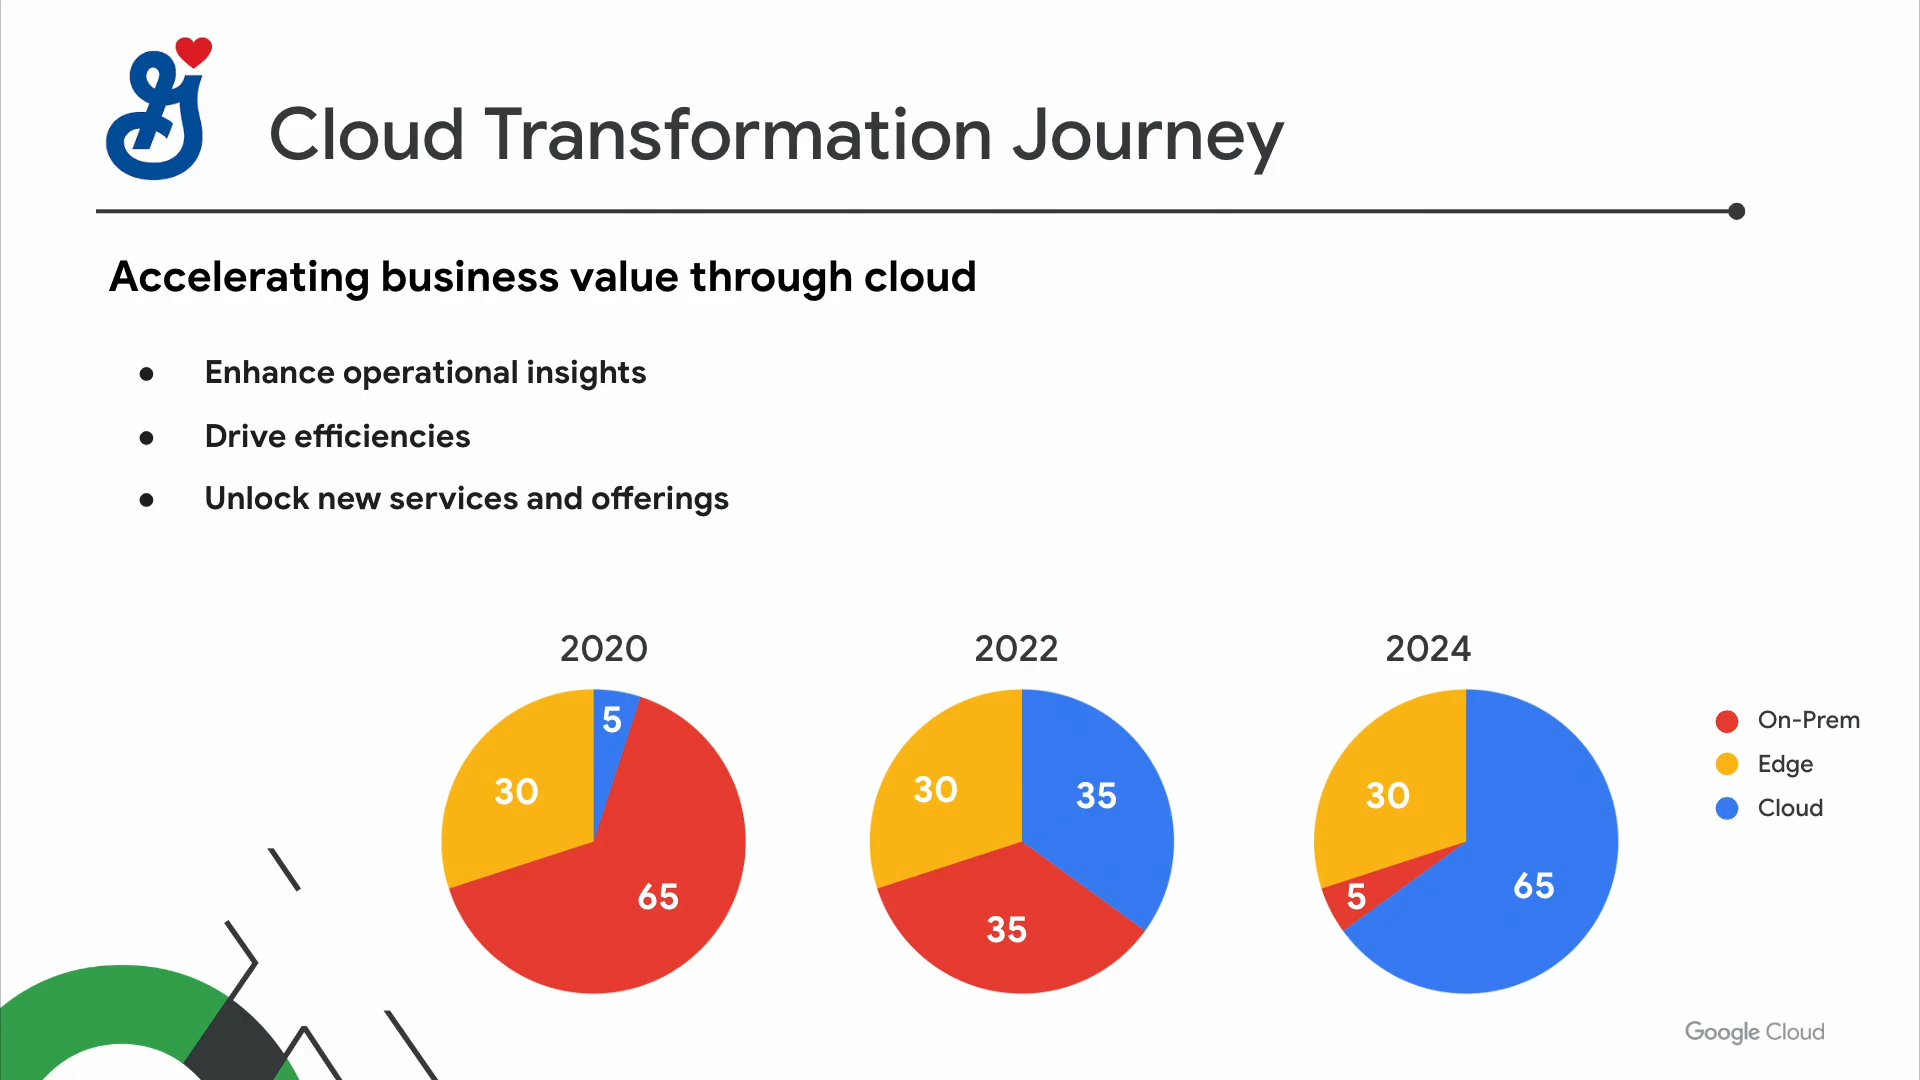 Cloud Transformation Journey
Accelerating business value through cloud
● Enhance operational insights
● Drive efficiencies
● Unlock new services and offerings
2020
2022
2024
5
30
65
30
35
35
30
5
65
On-Prem
Edge
Cloud
Google Cloud